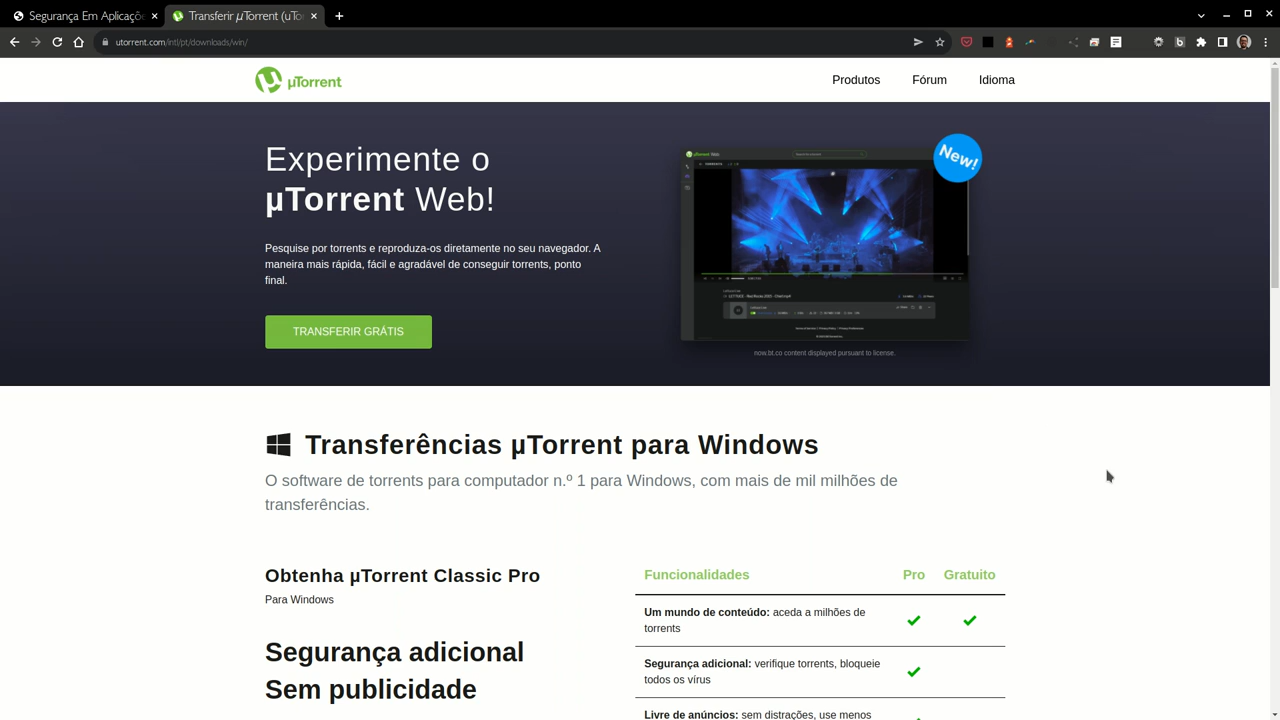 Segurança Em Aplicaçõ
Transferir µTorrent (uTo
utorrent.com/intl/pt/downloads/win/
µTorrent
Produtos
Fórum
Idioma
Experimente o
µTorrent Web!
Pesquise por torrents e reproduza-os diretamente no seu navegador. A
maneira mais rápida, fácil e agradável de conseguir torrents, ponto
final.
TRANSFERIR GRÁTIS
New!
now.bt.co content displayed pursuant to license.
Transferências µTorrent para Windows
O software de torrents para computador n.º 1 para Windows, com mais de mil milhões de
transferências.
Obtenha µTorrent Classic Pro
Para Windows
Segurança adicional
Sem publicidade
Funcionalidades Pro Gratuito
Um mundo de conteúdo: aceda a milhões de
torrents
Segurança adicional: verifique torrents, bloqueie
todos os vírus
Livre de anúncios: sem distrações, use menos